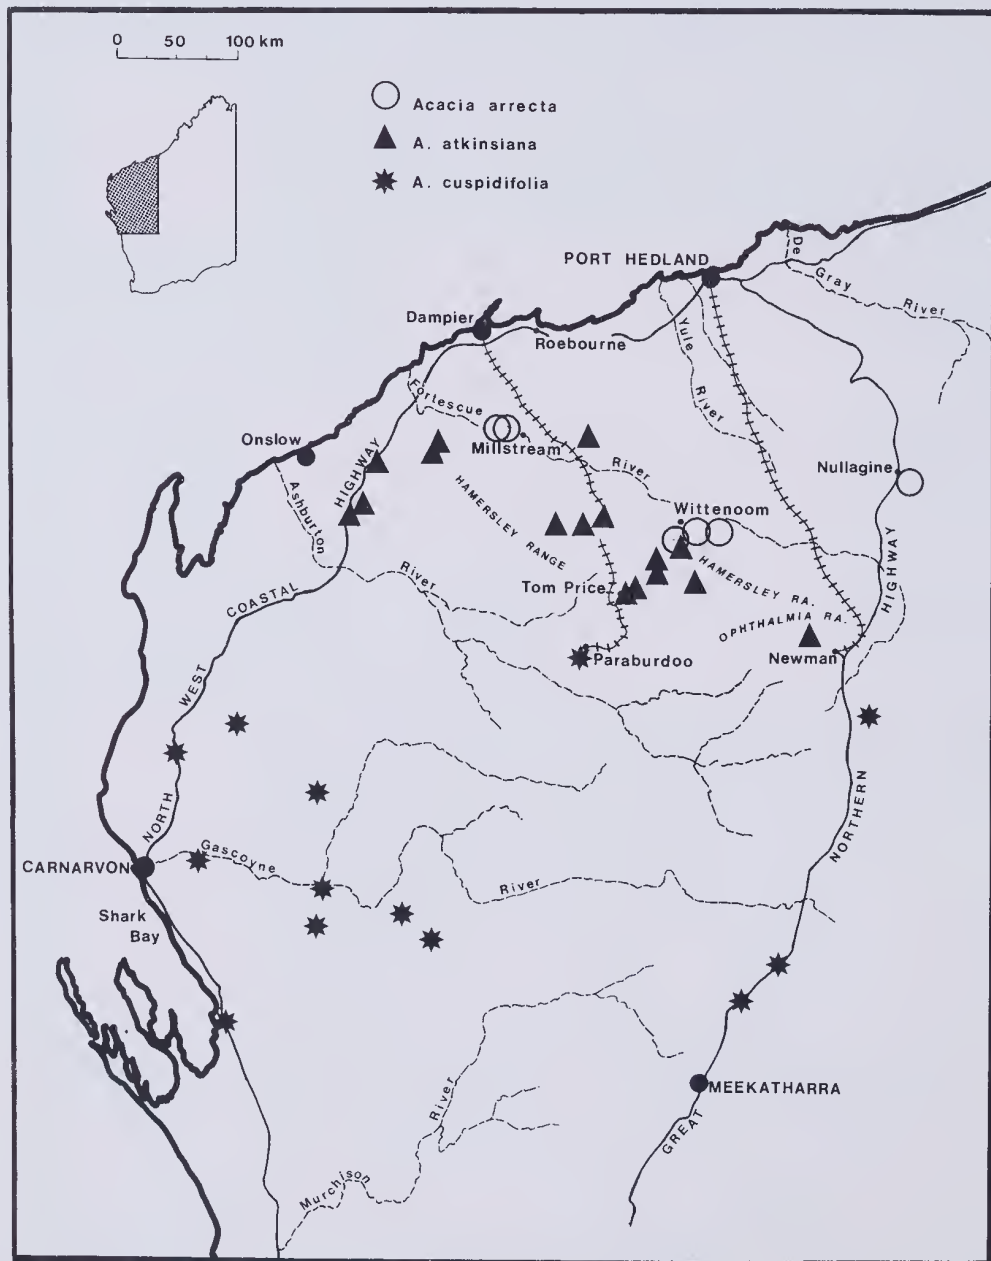 0 50 100 km
Acacia arrecta
A. atkinsiana
A. cuspidifolia
PORT HEDLAND
De
Gray
River
Dampier
Roebourne
Yule
River
Fortescue
Onslow
HIGHWAY
Millstream
River
Nullagine
Ashburton
Wittenoom
HAMERSLEY RANGE
HAMERSLEY RA.
HIGHWAY
River
Tom Price
COASTAL
OPHTHALMIA RA.
Paraburdoo
Newman
WEST
NORTH
NORTHERN
CARNARVON
Gascoyne
River
Shark
Bay
River
MEEKATHARRA
GREAT
Murchison